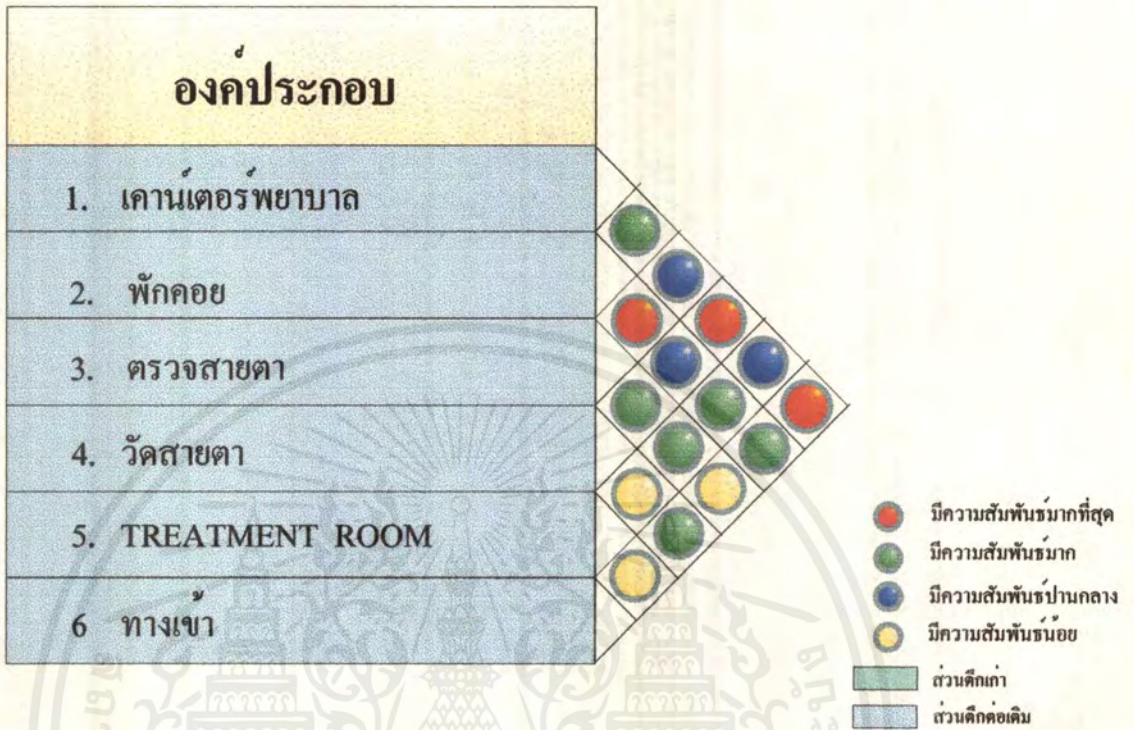 องค์ประกอบ
1. เคาน์เตอร์พยาบาล
2. พักคอย
3. ตรวจสายตา
4. วัดสายตา
5. TREATMENT ROOM
6 ทางเข้า
มีความสัมพันธ์มากที่สุด
มีความสัมพันธ์มาก
มีความสัมพันธ์ปานกลาง
มีความสัมพันธ์น้อย
ส่วนตึกเก่า
ส่วนตึกต่อเติม